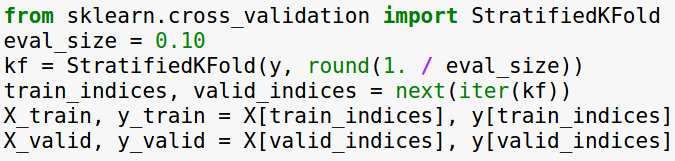 from sklearn.cross_validation import StratifiedKFold
eval_size = 0.10
kf = StratifiedKFold(y, round(1. / eval_size))
train_indices, valid_indices = next(iter(kf))
X_train, y_train = X[train_indices], y[train_indices]
X_valid, y_valid = X[valid_indices], y[valid_indices]